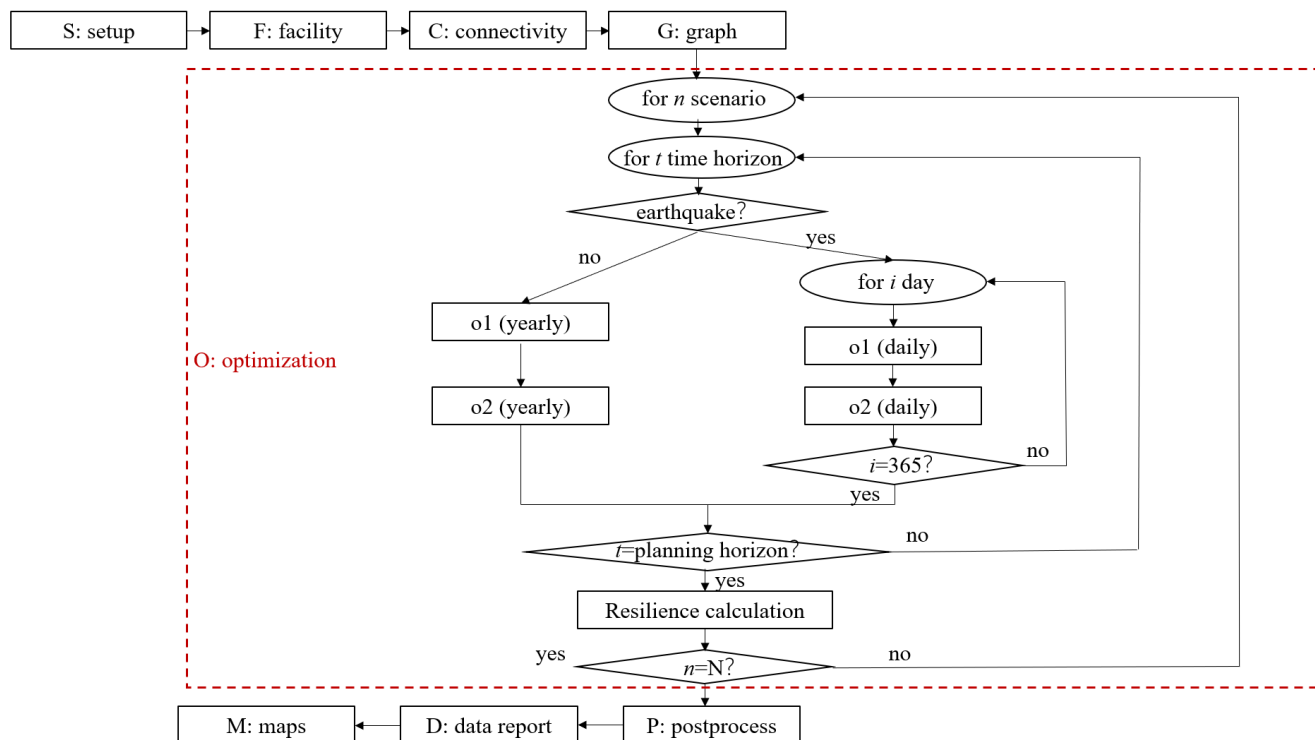 S: setup
F: facility
C: connectivity
G: graph
for n scenario
for t time horizon
earthquake?
no
yes
for i day
o1 (yearly)
o1 (daily)
O: optimization
o2 (yearly)
o2 (daily)
i=365?
no
yes
t=planning horizon?
no
yes
Resilience calculation
yes
n=N?
no
M: maps
D: data report
P: postprocess